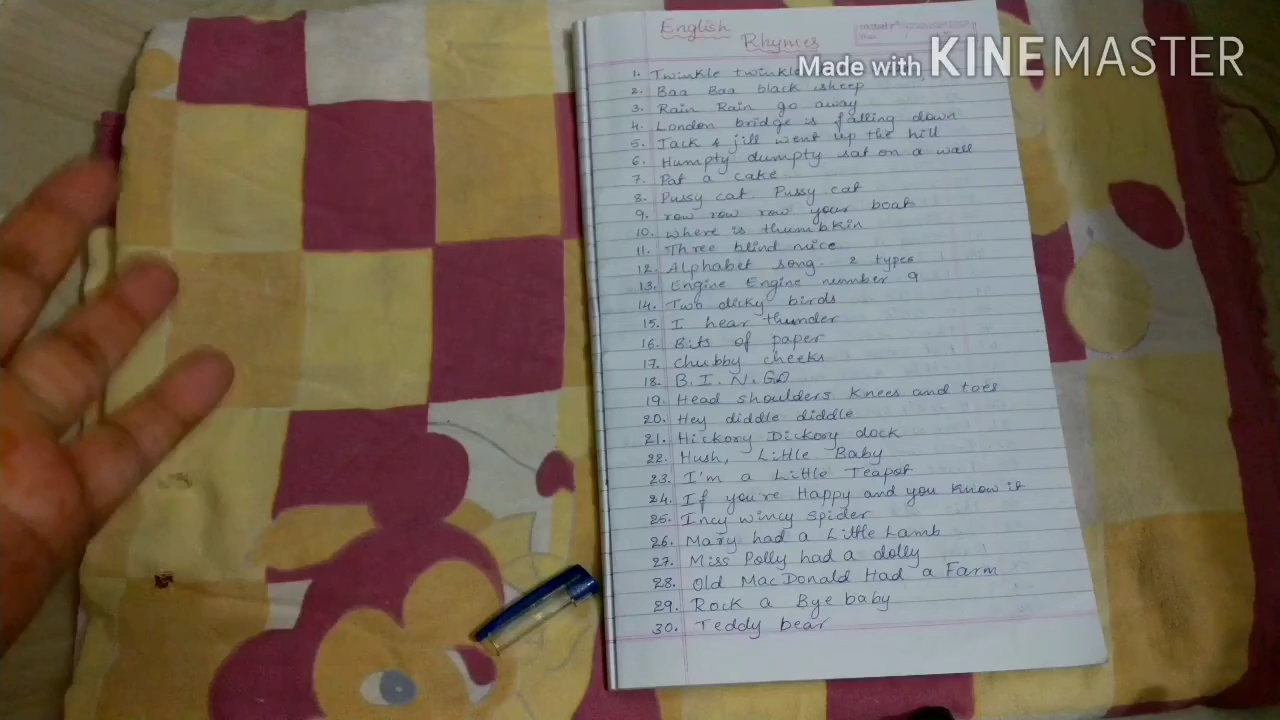 English
Rhymes
Made with KINEMASTER
1. Twinkle twinkle
2. Baa Baa black sheep
3. Rain Rain go away
4. London bridge is falling down
5. Jack & jill went up the hill
6. Humpty dumpty sat on a wall
7. Pat a cake
8. Pussy cat Pussy cat
9. row row row your boat
10. where is thumbkin
11. Three blind mice
12. Alphabet song - 2 types
13. Engine Engine number 9
14. Two dicky birds
15. I hear thunder
16. Bits of paper
17. Chubby cheeks
18. B. I. N. GO
19. Head shoulders Knees and toes
20. Hey diddle diddle
21. Hickory Dickory dock
22. Hush, Little Baby
23. I'm a Little Teapot
24. If you're Happy and you know it
25. Incy wincy spider
26. Mary had a Little Lamb
27. Miss Polly had a dolly
28. Old MacDonald Had a Farm
29. Rock a Bye baby
30. Teddy bear